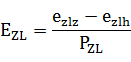 E_ZL = (e_zlz − e_zlh) / P_ZL